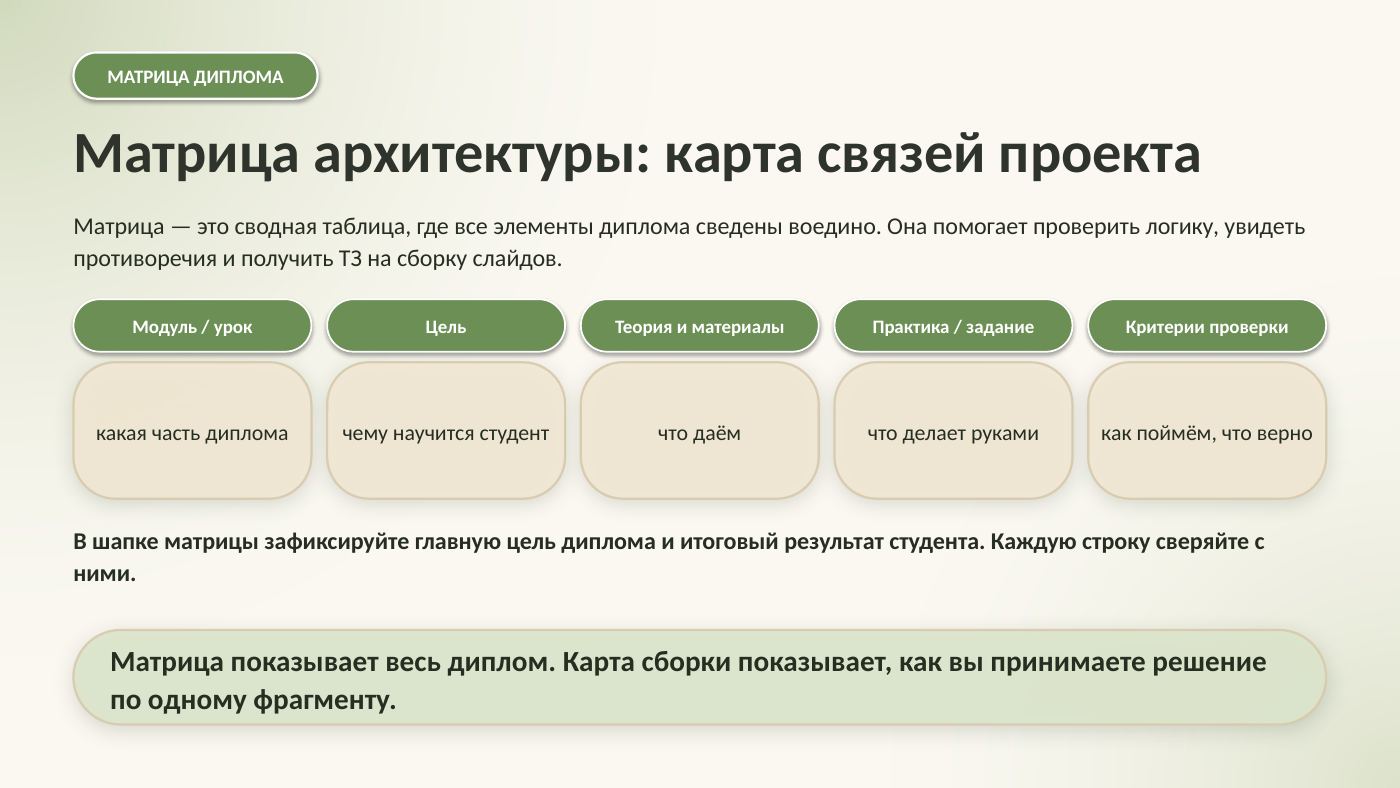 МАТРИЦА ДИПЛОМА
Матрица архитектуры: карта связей проекта
Матрица — это сводная таблица, где все элементы диплома сведены воедино. Она помогает проверить логику, увидеть
противоречия и получить ТЗ на сборку слайдов.
Модуль / урок
Цель
Теория и материалы
Практика / задание
Критерии проверки
какая часть диплома
чему научится студент
что даём
что делает руками
как поймём, что верно
В шапке матрицы зафиксируйте главную цель диплома и итоговый результат студента. Каждую строку сверяйте с
ними.
Матрица показывает весь диплом. Карта сборки показывает, как вы принимаете решение
по одному фрагменту.